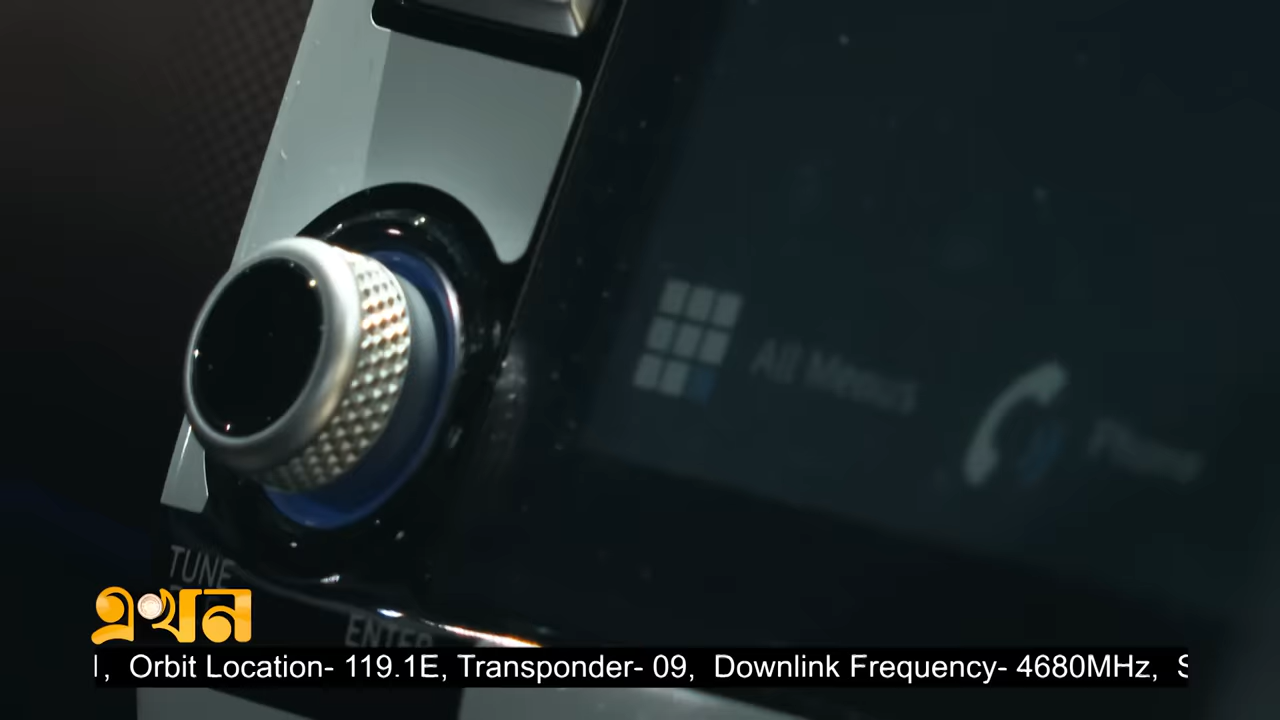 All Menus
Phone
TUNE
ENTER
এখন
, Orbit Location- 119.1E, Transponder- 09, Downlink Frequency- 4680MHz, S